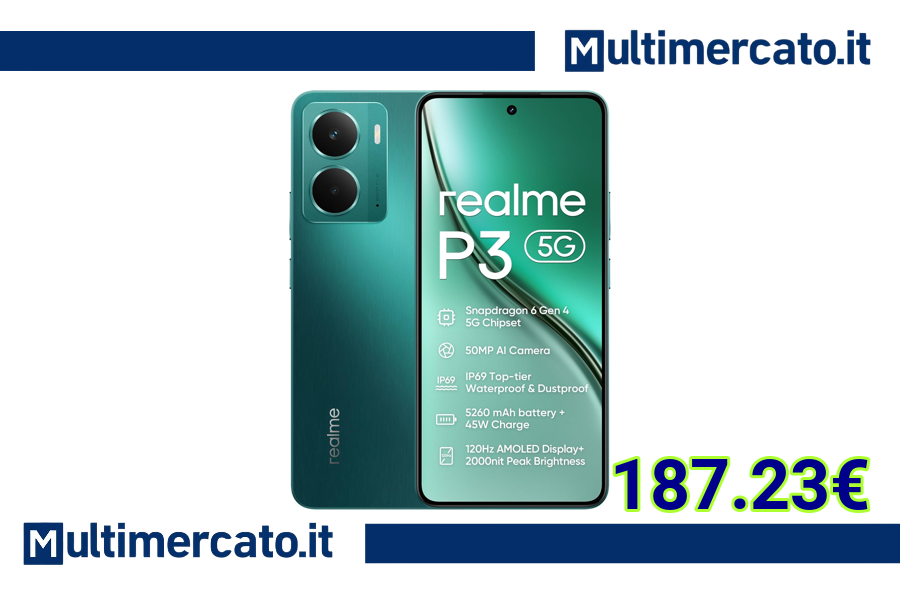 Multimercato.it
realme
P3 5G
Snapdragon 6 Gen 4
5G Chipset
50MP AI Camera
IP69
IP69 Top-tier
Waterproof & Dustproof
5260 mAh battery +
45W Charge
120Hz AMOLED Display+
2000nit Peak Brightness
realme
187.23€
Multimercato.it